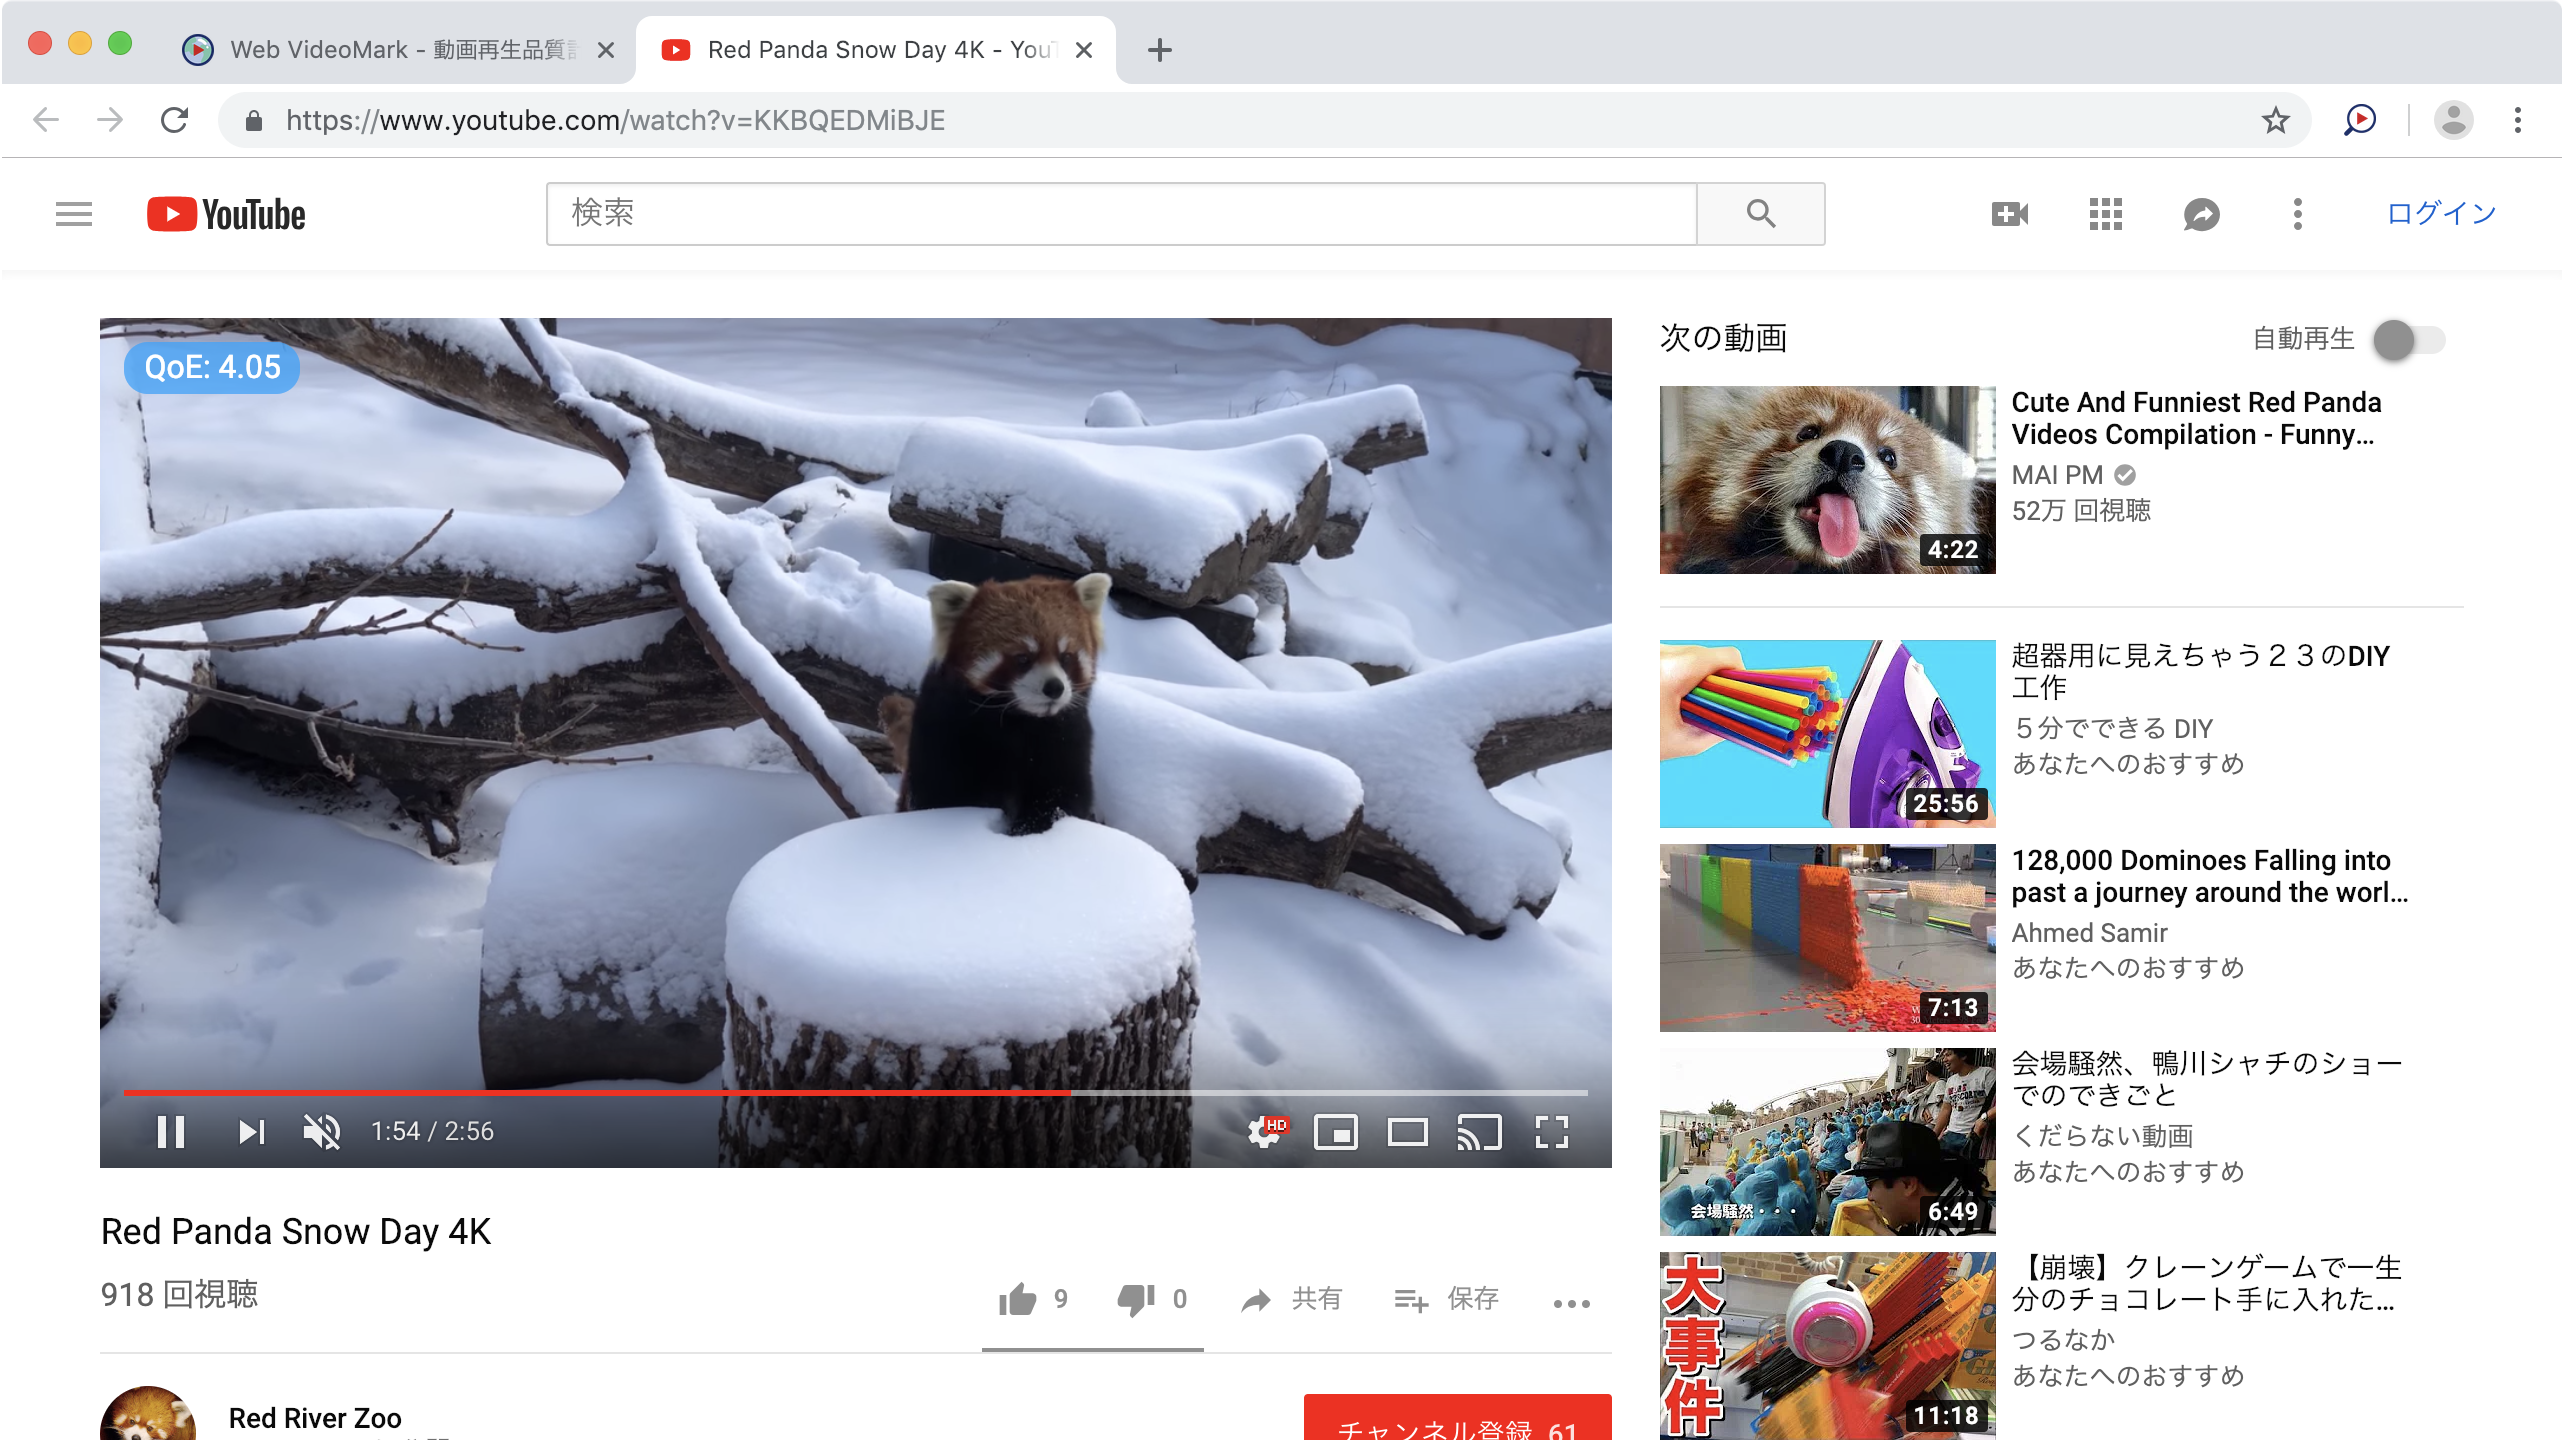 Web VideoMark - 動画再生品質
Red Panda Snow Day 4K - You
https://www.youtube.com/watch?v=KKBQEDMiBJE
YouTube
検索
ログイン
QoE: 4.05
1:54 / 2:56
HD
Red Panda Snow Day 4K
918 回視聴
9
0
共有
保存
Red River Zoo
チャンネル登録 61
次の動画
自動再生
4:22
Cute And Funniest Red Panda
Videos Compilation - Funny...
MAI PM
52万 回視聴
25:56
超器用に見えちゃう２３のDIY
工作
５分でできる DIY
あなたへのおすすめ
7:13
128,000 Dominoes Falling into
past a journey around the worl...
Ahmed Samir
あなたへのおすすめ
会場騒然・・・
6:49
会場騒然、鴨川シャチのショー
でのできごと
くだらない動画
あなたへのおすすめ
大事件
11:18
【崩壊】クレーンゲームで一生
分のチョコレート手に入れた...
つるなか
あなたへのおすすめ